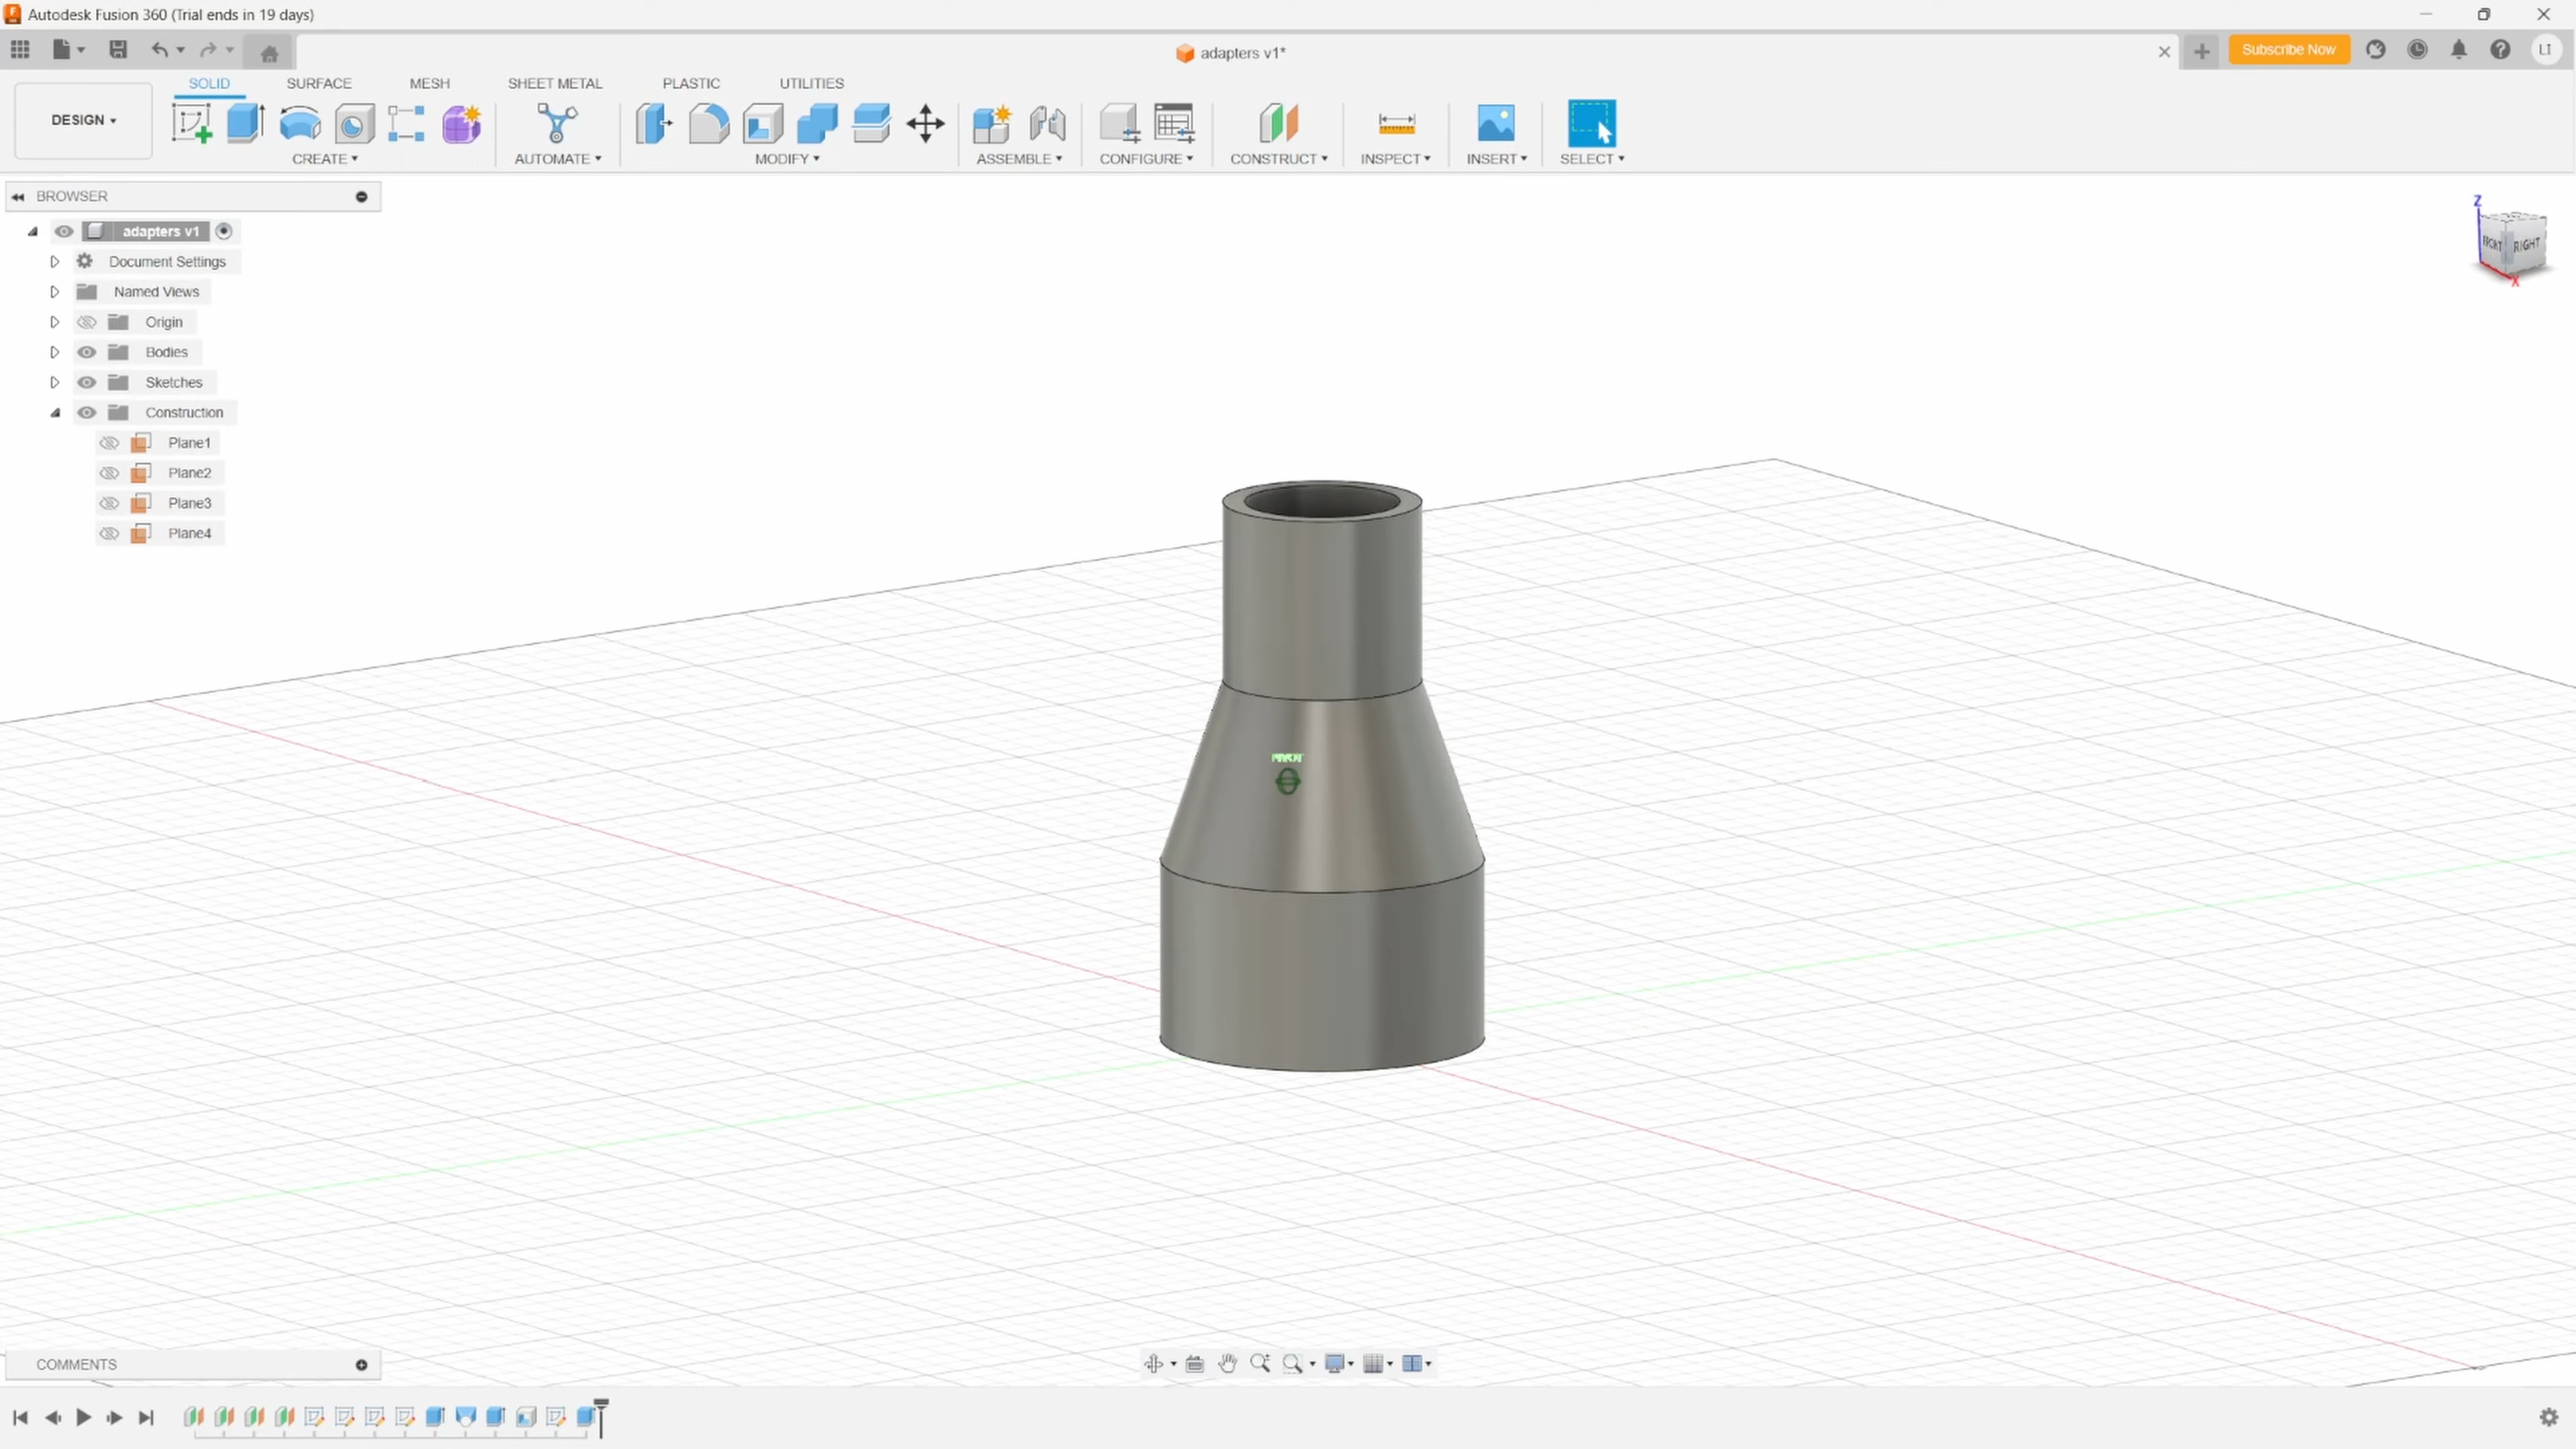 Autodesk Fusion 360 (Trial ends in 19 days)
adapters v1*
Subscribe Now
LI
SOLID SURFACE MESH SHEET METAL PLASTIC UTILITIES
DESIGN
CREATE AUTOMATE MODIFY ASSEMBLE CONFIGURE CONSTRUCT INSPECT INSERT SELECT
BROWSER
adapters v1
Document Settings
Named Views
Origin
Bodies
Sketches
Construction
Plane1
Plane2
Plane3
Plane4
Z
FRONT RIGHT
X
COMMENTS